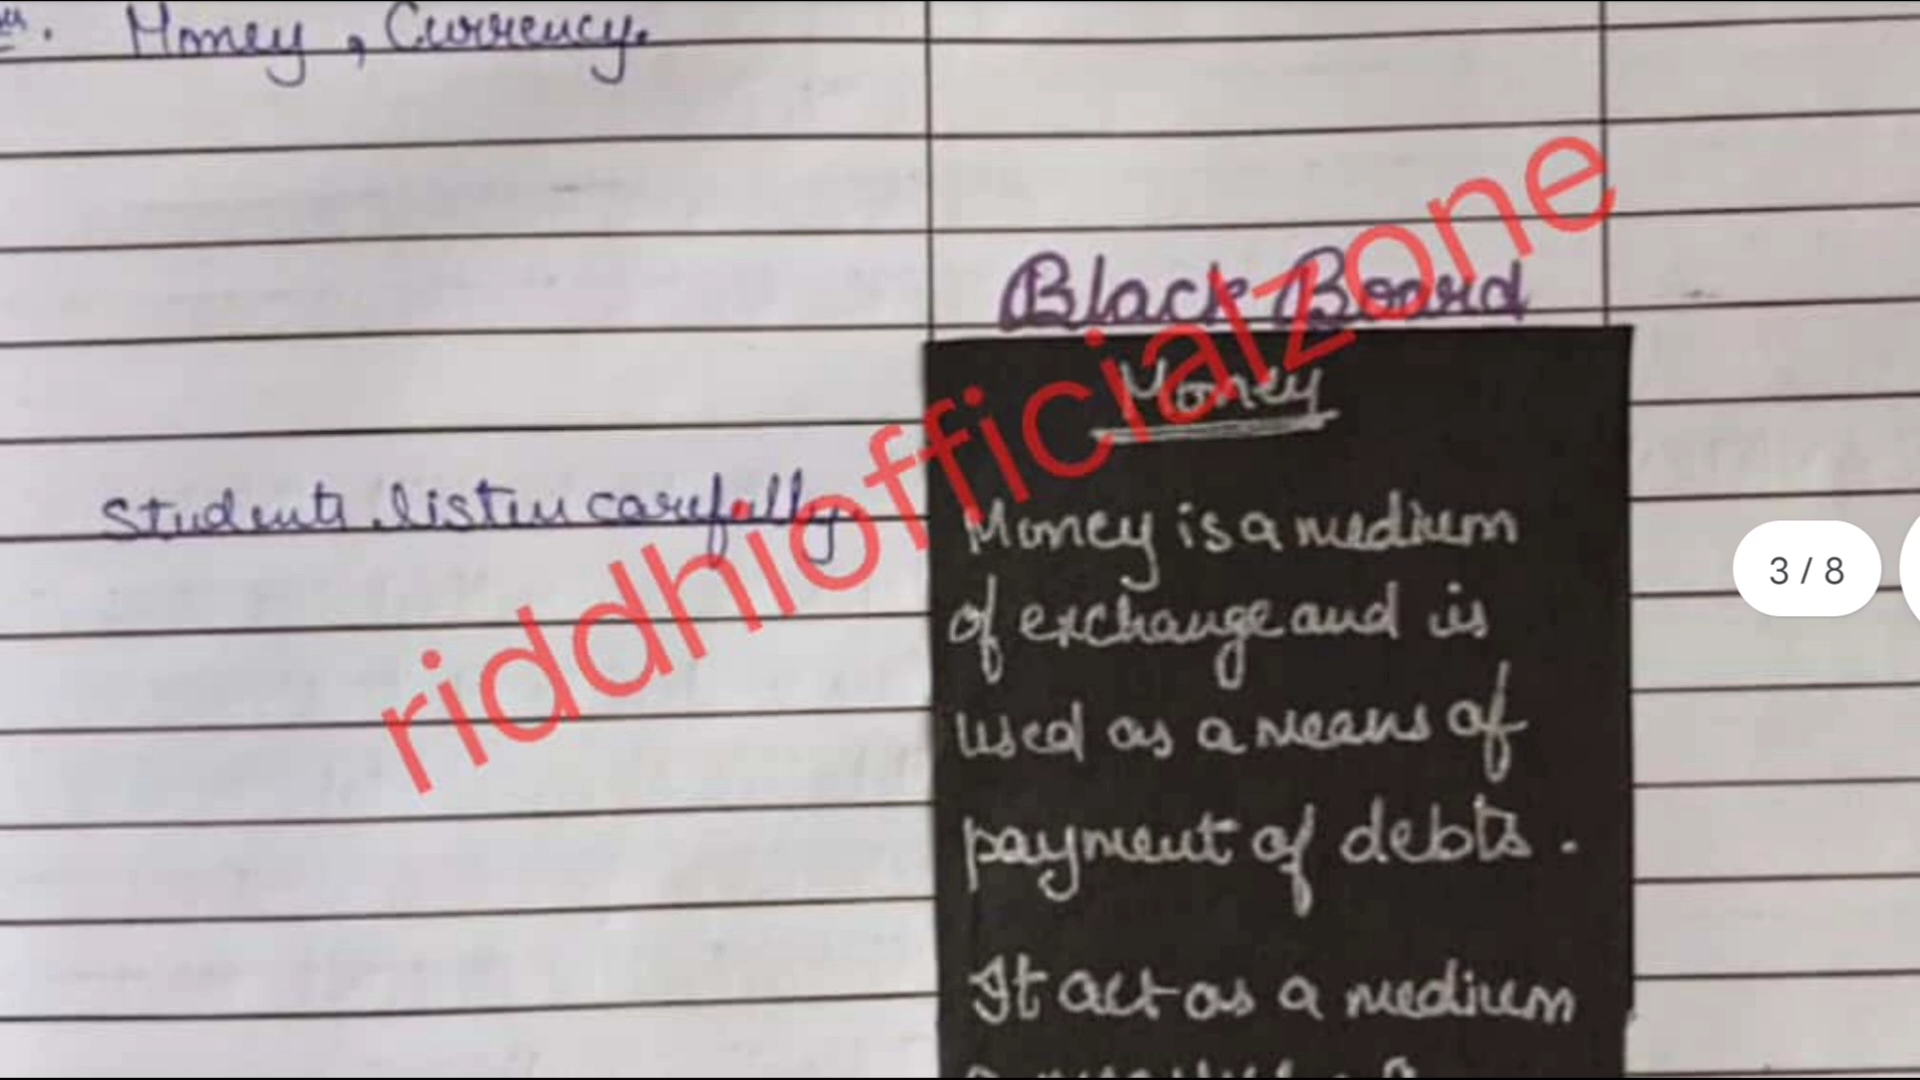 Money, Currency.
Black Board
Money
Students listen carefully
Money is a medium
of exchange and is
used as a means of
payment of debts.
It act as a medium
riddhiofficialzone
3 / 8